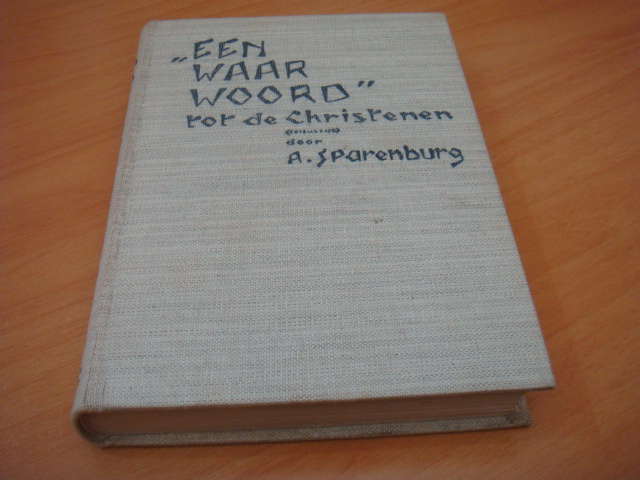 „EEN
WAAR
WOORD”
tot de Christenen
door
A. Sparenburg